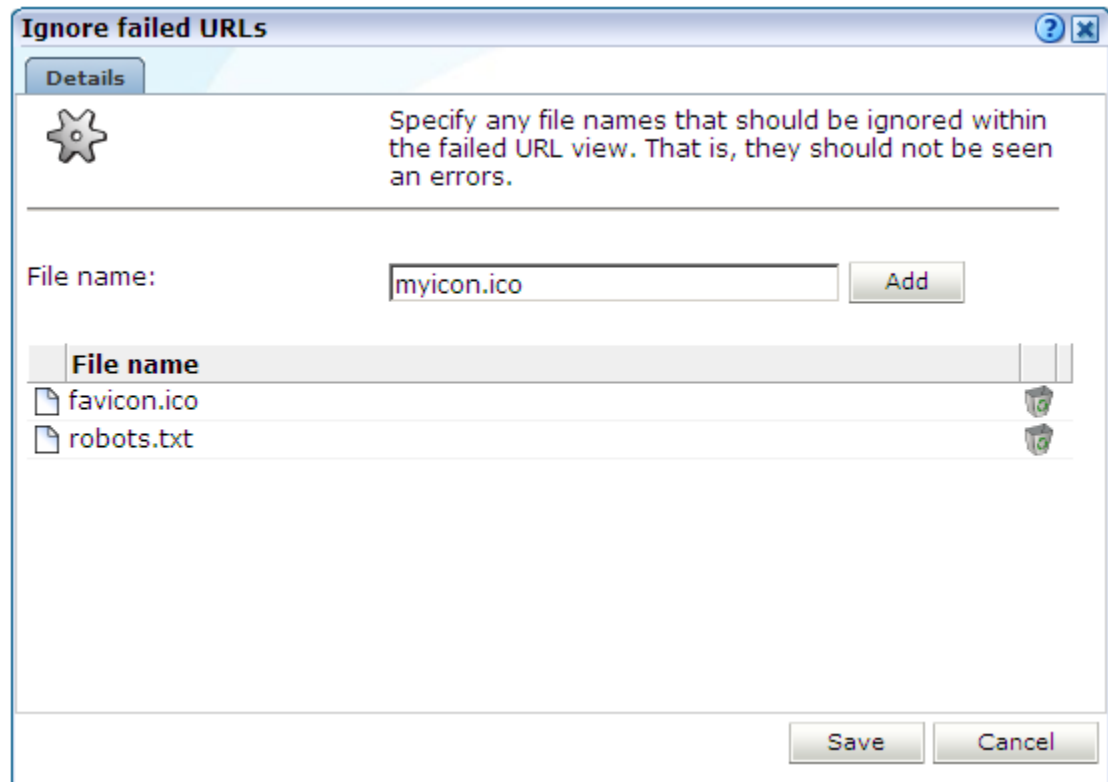 Ignore failed URLs
Details
Specify any file names that should be ignored within
the failed URL view. That is, they should not be seen
an errors.
File name:
myicon.ico
Add
File name
favicon.ico
robots.txt
Save
Cancel